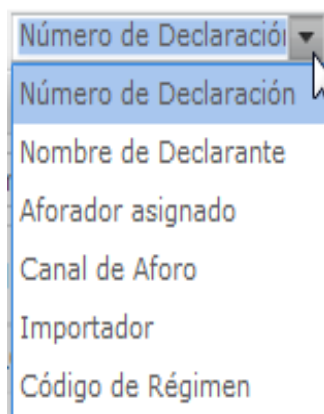 Número de Declaració
Número de Declaración
Nombre de Declarante
Aforador asignado
Canal de Aforo
Importador
Código de Régimen